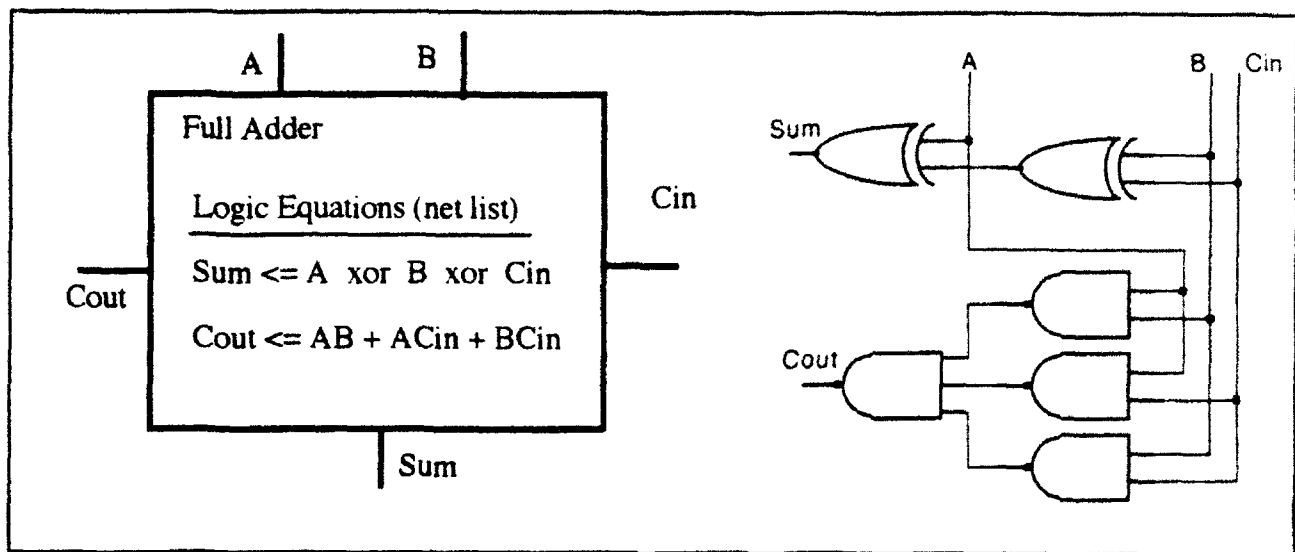 A
B
Full Adder
Logic Equations (net list)
Sum <= A xor B xor Cin
Cout <= AB + ACin + BCin
Cout
Cin
Sum
A
B
Cin
Sum
Cout